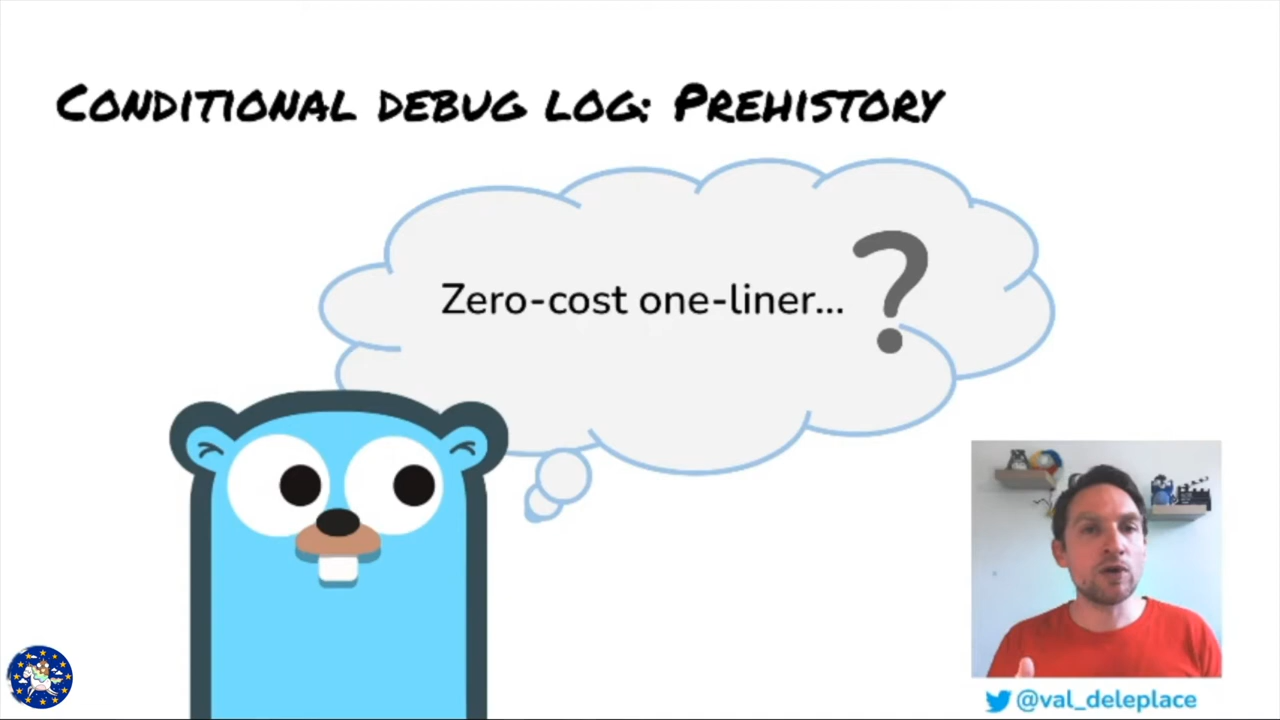 Conditional debug log: Prehistory
Zero-cost one-liner...?
@val_deleplace